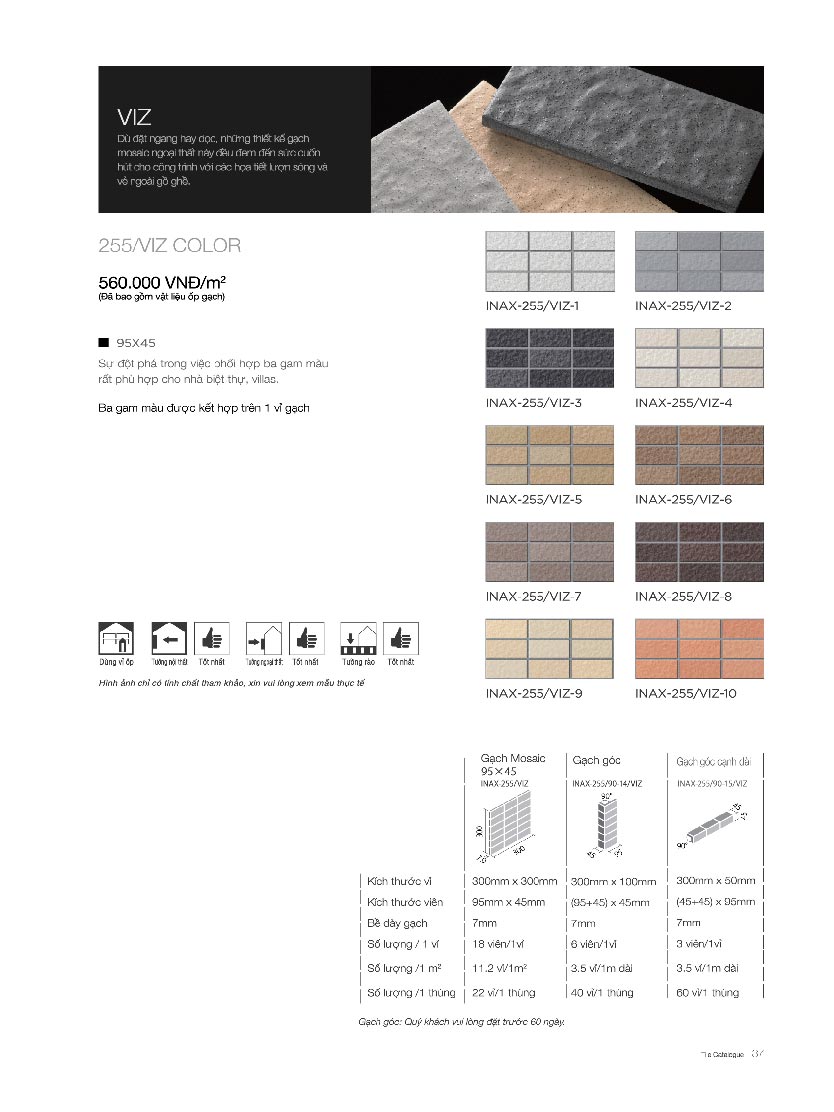 VIZ
Dù đặt ngang hay dọc, những thiết kế gạch
mosaic ngoại thất này đều đem đến sức cuốn
hút cho công trình với các họa tiết lượn sóng và
vẻ ngoài gồ ghề.
255/VIZ COLOR
560.000 VNĐ/m²
(Đã bao gồm vật liệu ốp gạch)
95X45
Sự đột phá trong việc phối hợp ba gam màu
rất phù hợp cho nhà biệt thự, villas.
Ba gam màu được kết hợp trên 1 vỉ gạch
INAX-255/VIZ-1
INAX-255/VIZ-2
INAX-255/VIZ-3
INAX-255/VIZ-4
INAX-255/VIZ-5
INAX-255/VIZ-6
INAX-255/VIZ-7
INAX-255/VIZ-8
INAX-255/VIZ-9
INAX-255/VIZ-10
Dùng vỉ ốp Tường nội thất Tốt nhất Tường ngoại thất Tốt nhất Tường rào Tốt nhất
Hình ảnh chỉ có tính chất tham khảo, xin vui lòng xem mẫu thực tế
Gạch Mosaic
95×45
INAX-255/VIZ
Gạch góc
INAX-255/90-14/VIZ
Gạch góc cạnh dài
INAX-255/90-15/VIZ
300
300
90°
45
95
90°
45
45
Kích thước vỉ 300mm x 300mm 300mm x 100mm 300mm x 50mm
Kích thước viên 95mm x 45mm (95+45) x 45mm (45+45) x 95mm
Bề dày gạch 7mm 7mm 7mm
Số lượng / 1 vỉ 18 viên/1vỉ 6 viên/1vỉ 3 viên/1vỉ
Số lượng /1 m² 11.2 vỉ/1m² 3.5 vỉ/1m dài 3.5 vỉ/1m dài
Số lượng /1 thùng 22 vỉ/1 thùng 40 vỉ/1 thùng 60 vỉ/1 thùng
Gạch góc: Quý khách vui lòng đặt trước 60 ngày.
Tile Catalogue 37